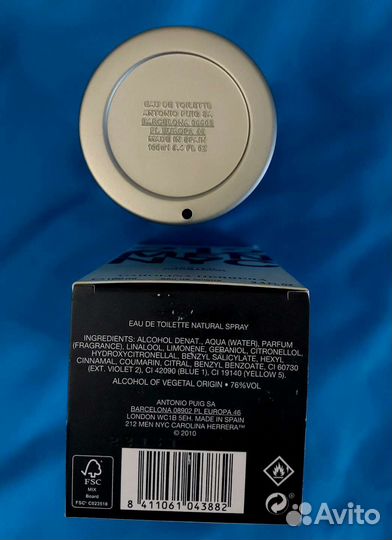 EAU DE TOILETTE
ANTONIO PUIG SA
BARCELONA 08902
PL EUROPA 46
MADE IN SPAIN
100ml 3.4 fl oz
EAU DE TOILETTE NATURAL SPRAY
INGREDIENTS: ALCOHOL DENAT., AQUA (WATER), PARFUM
(FRAGRANCE), LINALOOL, LIMONENE, GERANIOL, CITRONELLOL,
HYDROXYCITRONELLAL, BENZYL SALICYLATE, HEXYL
CINNAMAL, COUMARIN, CITRAL, BENZYL ALCOHOL, CI 60730
(EXT. VIOLET 2), CI 42090 (BLUE 1), CI 19140 (YELLOW 5).
ALCOHOL OF VEGETAL ORIGIN • 76%VOL
ANTONIO PUIG SA
BARCELONA 08902 PL EUROPA 46
LONDON WC1B 5EH. MADE IN SPAIN
212 MEN NYC CAROLINA HERRERA™
© 2010
FSC
MIX
Board
FSC® C023518
8 411061 043882
Avito